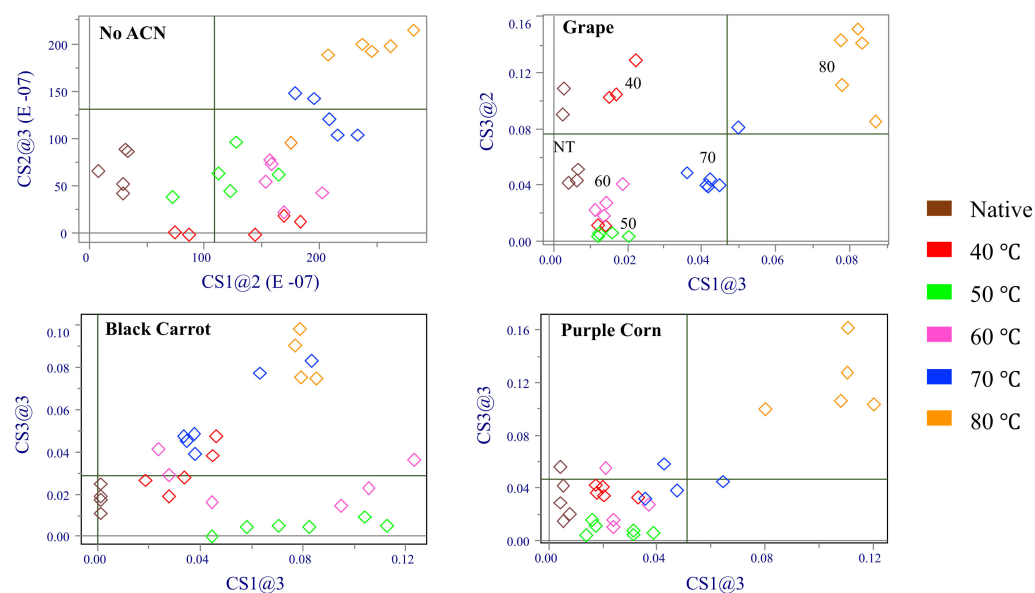 No ACN
CS2@3 (E -07)
200
150
100
50
0
0
100
200
CS1@2 (E -07)
Grape
CS3@2
0.16
0.12
0.08
0.04
0.00
40
80
NT
70
60
50
0.00
0.02
0.04
0.06
0.08
CS1@3
Black Carrot
CS3@3
0.10
0.08
0.06
0.04
0.02
0.00
0.00
0.04
0.08
0.12
CS1@3
Purple Corn
CS3@3
0.16
0.12
0.08
0.04
0.00
0.00
0.04
0.08
0.12
CS1@3
Native
40 °C
50 °C
60 °C
70 °C
80 °C